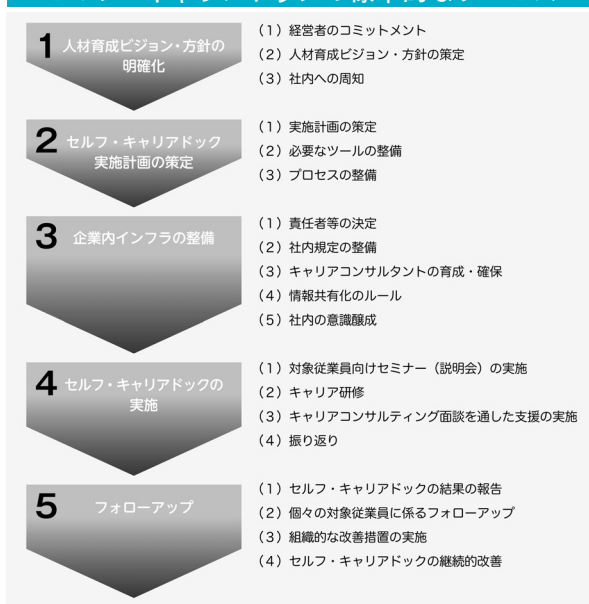 1 人材育成ビジョン・方針の
明確化
（1）経営者のコミットメント
（2）人材育成ビジョン・方針の策定
（3）社内への周知
2 セルフ・キャリアドック
実施計画の策定
（1）実施計画の策定
（2）必要なツールの整備
（3）プロセスの整備
3 企業内インフラの整備
（1）責任者等の決定
（2）社内規定の整備
（3）キャリアコンサルタントの育成・確保
（4）情報共有化のルール
（5）社内の意識醸成
4 セルフ・キャリアドックの
実施
（1）対象従業員向けセミナー（説明会）の実施
（2）キャリア研修
（3）キャリアコンサルティング面談を通した支援の実施
（4）振り返り
5 フォローアップ
（1）セルフ・キャリアドックの結果の報告
（2）個々の対象従業員に係るフォローアップ
（3）組織的な改善措置の実施
（4）セルフ・キャリアドックの継続的改善